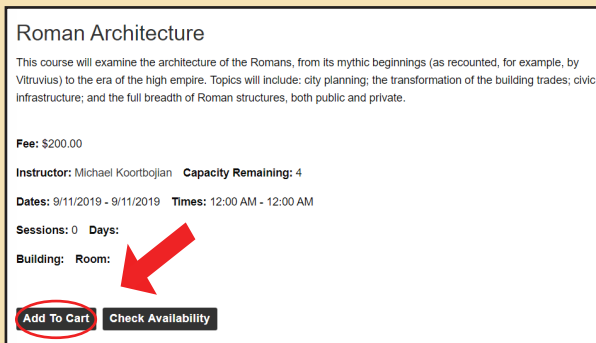 Roman Architecture
This course will examine the architecture of the Romans, from its mythic beginnings (as recounted, for example, by
Vitruvius) to the era of the high empire. Topics will include: city planning; the transformation of the building trades; civic
infrastructure; and the full breadth of Roman structures, both public and private.
Fee: $200.00
Instructor: Michael Koortbojian Capacity Remaining: 4
Dates: 9/11/2019 - 9/11/2019 Times: 12:00 AM - 12:00 AM
Sessions: 0 Days:
Building: Room:
Add To Cart Check Availability